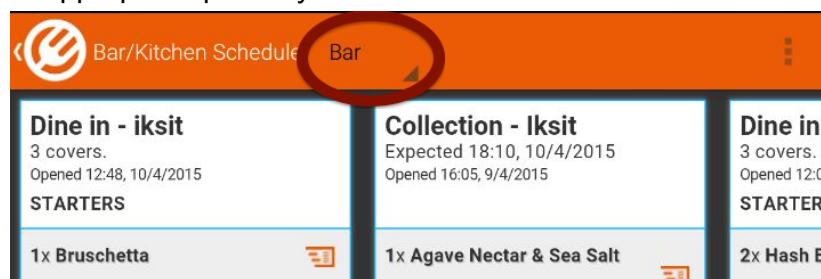 Bar/Kitchen Schedule Bar
Dine in - iksit
3 covers.
Opened 12:48, 10/4/2015
STARTERS
1x Bruschetta
Collection - Iksit
Expected 18:10, 10/4/2015
Opened 16:05, 9/4/2015
1x Agave Nectar & Sea Salt
Dine in
3 covers.
Opened
STARTER
2x Hash